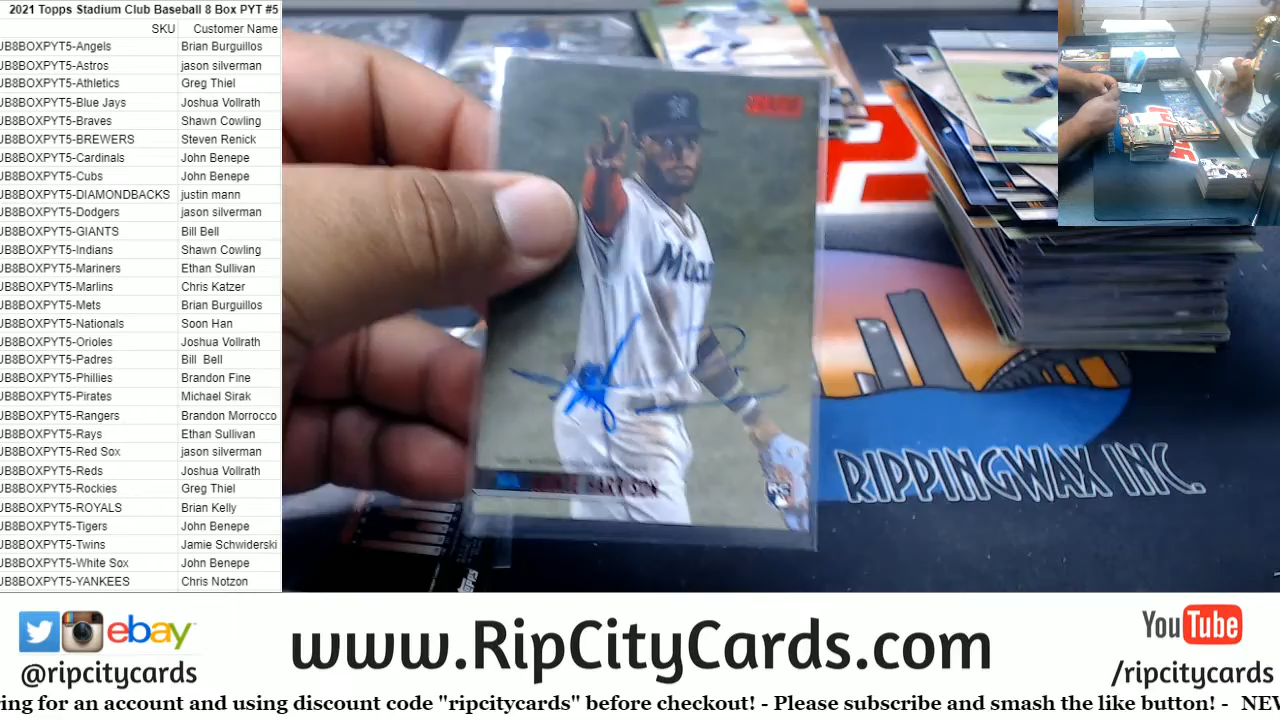 2021 Topps Stadium Club Baseball 8 Box PYT #5
SKU Customer Name
JB8BOXPYT5-Angels Brian Burguillos
JB8BOXPYT5-Astros jason silverman
JB8BOXPYT5-Athletics Greg Thiel
JB8BOXPYT5-Blue Jays Joshua Vollrath
JB8BOXPYT5-Braves Shawn Cowling
JB8BOXPYT5-BREWERS Steven Renick
JB8BOXPYT5-Cardinals John Benepe
JB8BOXPYT5-Cubs John Benepe
JB8BOXPYT5-DIAMONDBACKS justin mann
JB8BOXPYT5-Dodgers jason silverman
JB8BOXPYT5-GIANTS Bill Bell
JB8BOXPYT5-Indians Shawn Cowling
JB8BOXPYT5-Mariners Ethan Sullivan
JB8BOXPYT5-Marlins Chris Katzer
JB8BOXPYT5-Mets Brian Burguillos
JB8BOXPYT5-Nationals Soon Han
JB8BOXPYT5-Orioles Joshua Vollrath
JB8BOXPYT5-Padres Bill Bell
JB8BOXPYT5-Phillies Brandon Fine
JB8BOXPYT5-Pirates Michael Sirak
JB8BOXPYT5-Rangers Brandon Morrocco
JB8BOXPYT5-Rays Ethan Sullivan
JB8BOXPYT5-Red Sox jason silverman
JB8BOXPYT5-Reds Joshua Vollrath
JB8BOXPYT5-Rockies Greg Thiel
JB8BOXPYT5-ROYALS Brian Kelly
JB8BOXPYT5-Tigers John Benepe
JB8BOXPYT5-Twins Jamie Schwiderski
JB8BOXPYT5-White Sox John Benepe
JB8BOXPYT5-YANKEES Chris Notzon
Miam
HARRISON
TOPPS
RIPPINGWAX INC.
ebay
@ripcitycards
www.RipCityCards.com
YouTube
/ripcitycards
ring for an account and using discount code "ripcitycards" before checkout! - Please subscribe and smash the like button! - NEV